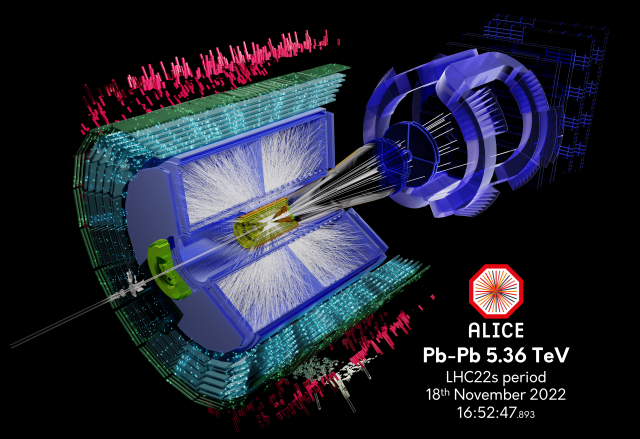 ALICE
Pb-Pb 5.36 TeV
LHC22s period
18th November 2022
16:52:47.893